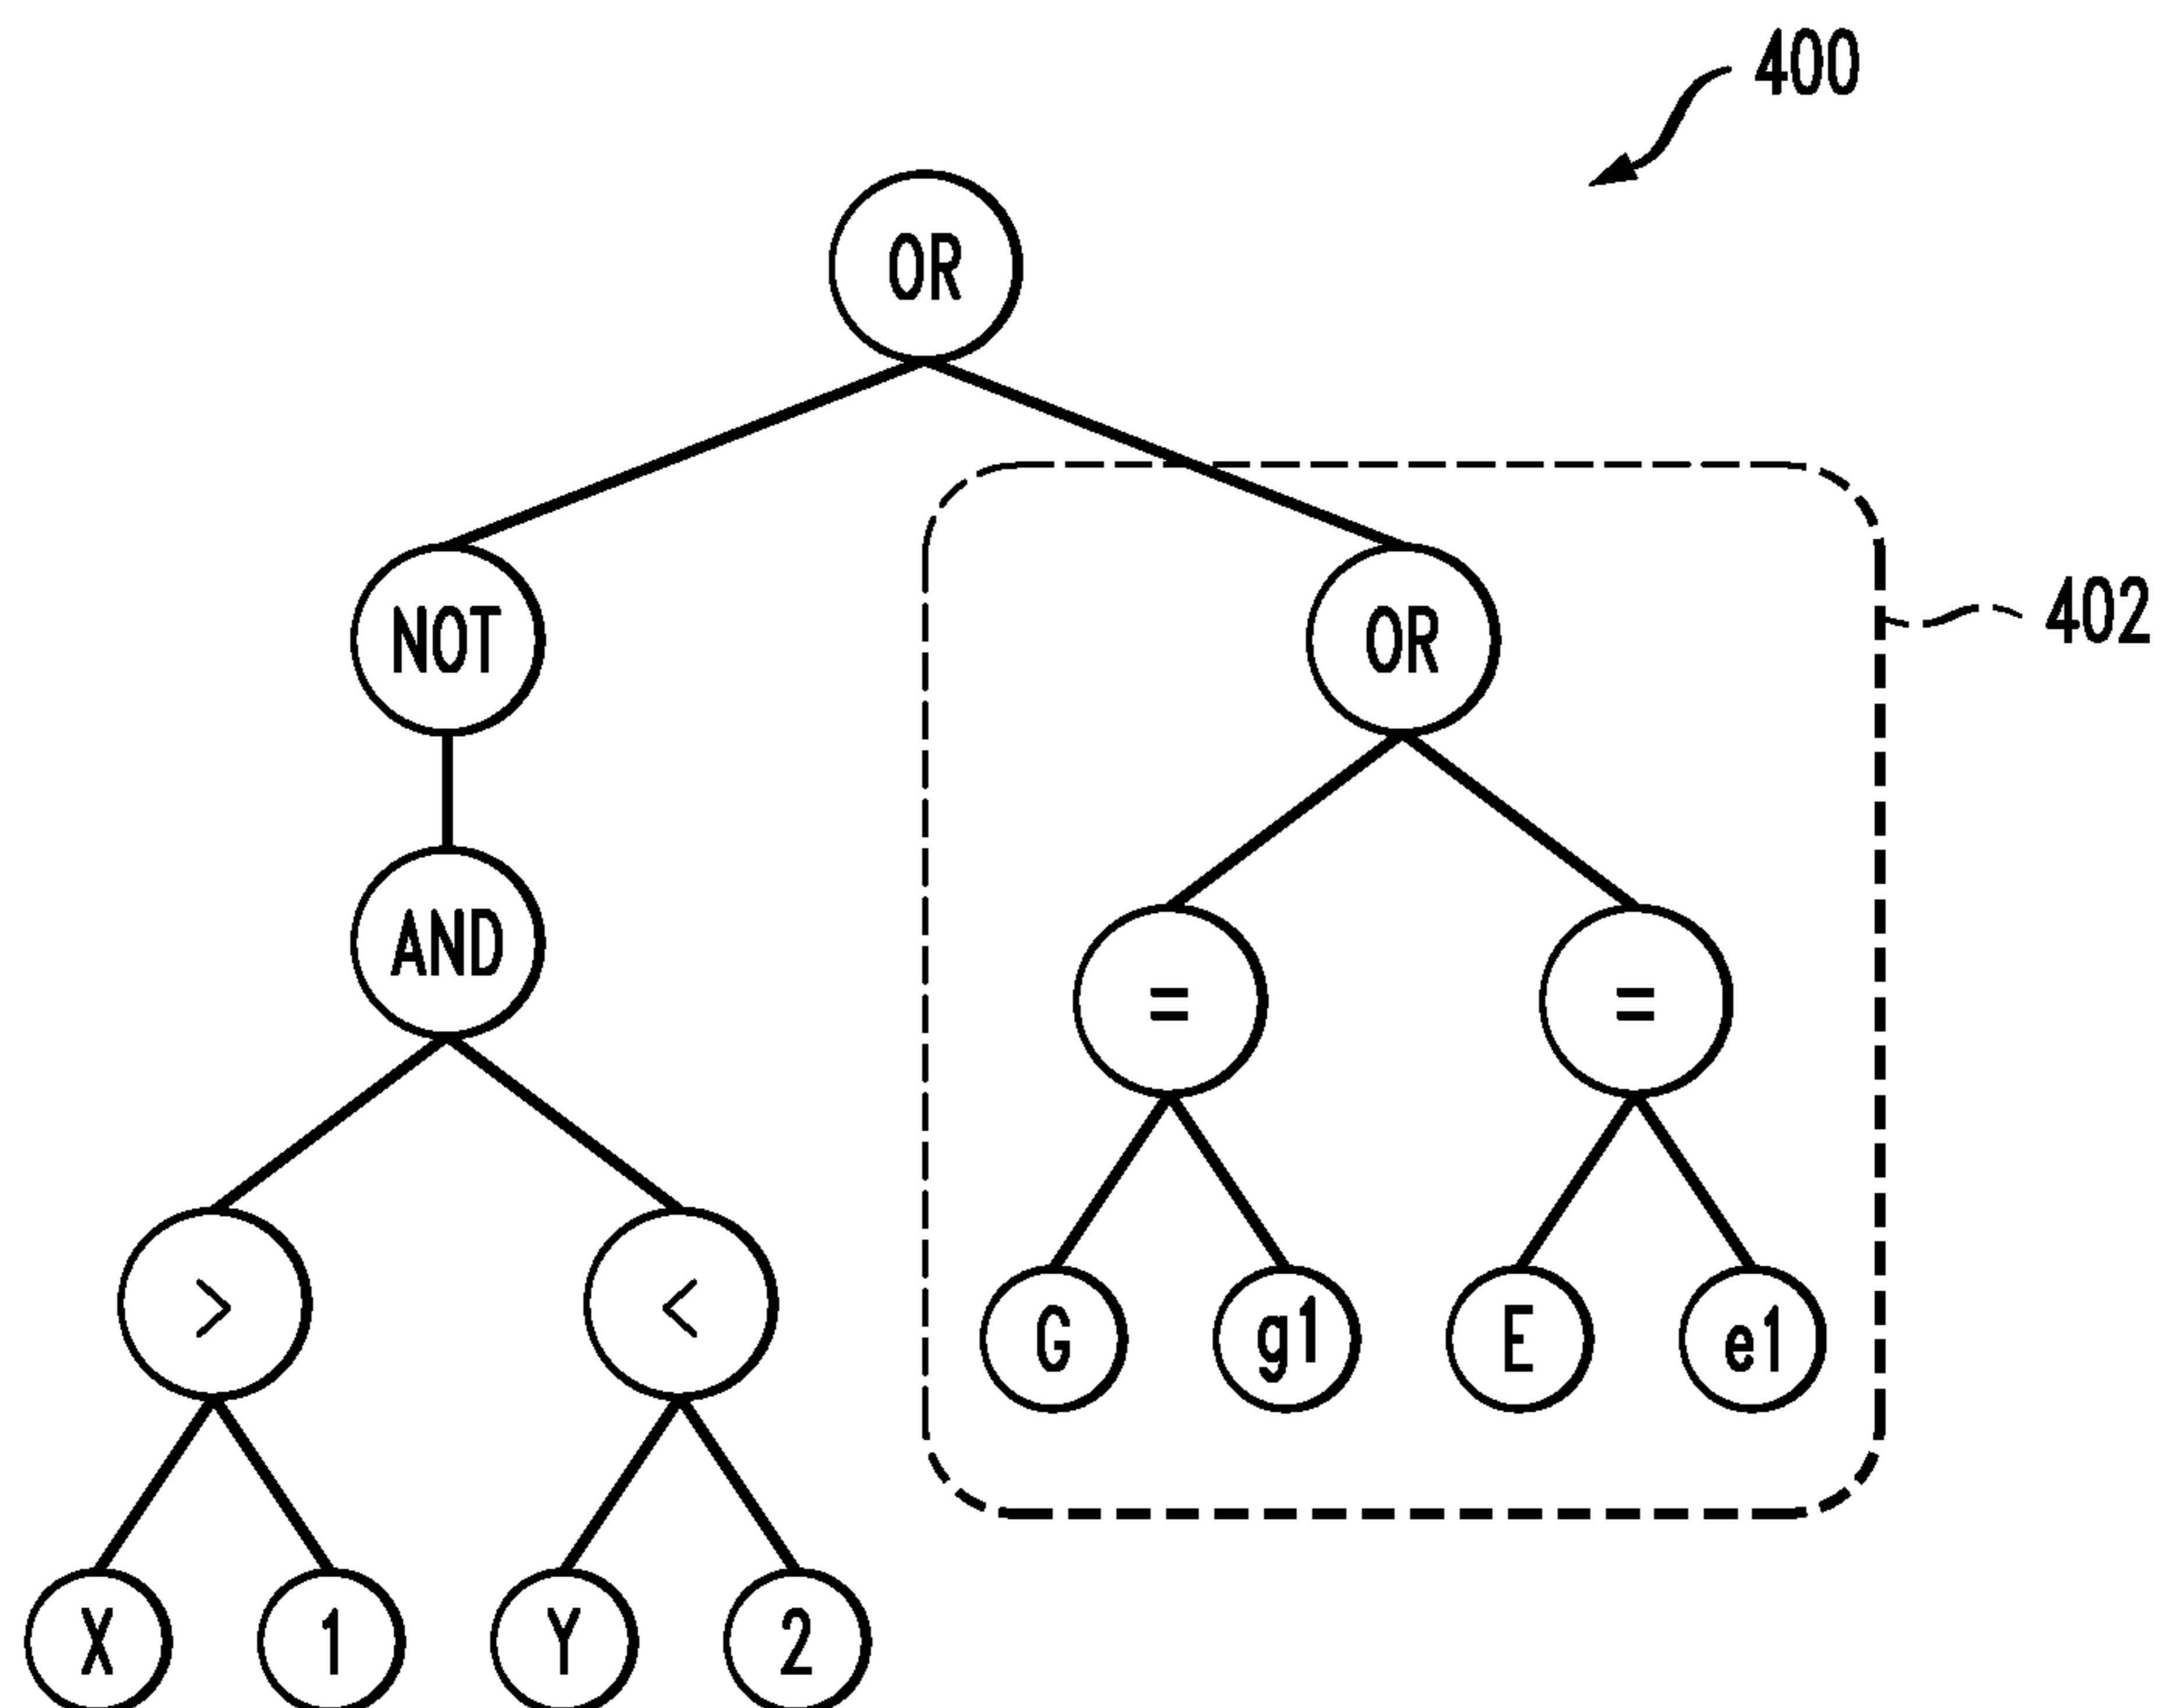 400
OR
402
NOT
OR
AND
=
=
>
<
G
g1
E
e1
X
1
Y
2